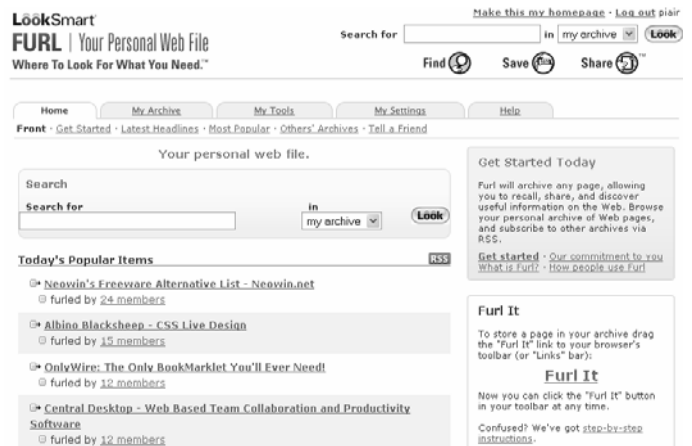 LookSmart
FURL | Your Personal Web File
Where To Look For What You Need.™
Make this my homepage · Log out piair
Search for in my archive Look
Find Save Share ™
Home My Archive My Tools My Settings Help
Front · Get Started · Latest Headlines · Most Popular · Others' Archives · Tell a Friend
Your personal web file.
Search
Search for in
my archive Look
Today's Popular Items RSS
Neowin's Freeware Alternative List - Neowin.net
furled by 24 members
Albino Blacksheep - CSS Live Design
furled by 15 members
OnlyWire: The Only BookMarklet You'll Ever Need!
furled by 12 members
Central Desktop - Web Based Team Collaboration and Productivity
Software
furled by 12 members
Get Started Today
Furl will archive any page, allowing
you to recall, share, and discover
useful information on the Web. Browse
your personal archive of Web pages,
and subscribe to other archives via
RSS.
Get started · Our commitment to you
What is Furl? · How people use Furl
Furl It
To store a page in your archive drag
the "Furl It" link to your browser's
toolbar (or "Links" bar):
Furl It
Now you can click the "Furl It" button
in your toolbar at any time.
Confused? We've got step-by-step
instructions.